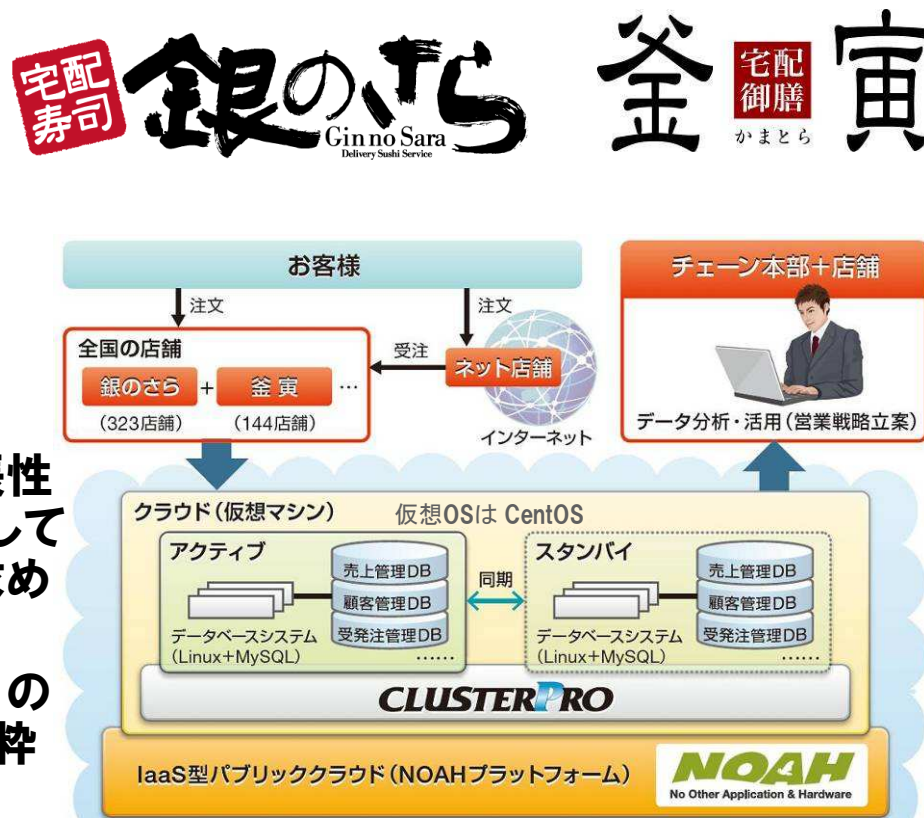 宅配
寿司
銀のさら
Gin no Sara
Delivery Sushi Service
釜
宅配
御膳
かまとら
寅
お客様
注文
注文
チェーン本部＋店舗
全国の店舗
銀のさら
＋
釜寅
…
(323店舗)
(144店舗)
受注
ネット店舗
インターネット
データ分析・活用(営業戦略立案)
性
して
め
の
枠
クラウド(仮想マシン)
仮想OSは CentOS
アクティブ
売上管理DB
顧客管理DB
受発注管理DB
……
データベースシステム
(Linux+MySQL)
同期
スタンバイ
売上管理DB
顧客管理DB
受発注管理DB
……
データベースシステム
(Linux+MySQL)
CLUSTERPRO
IaaS型パブリッククラウド(NOAHプラットフォーム)
NOAH
No Other Application & Hardware